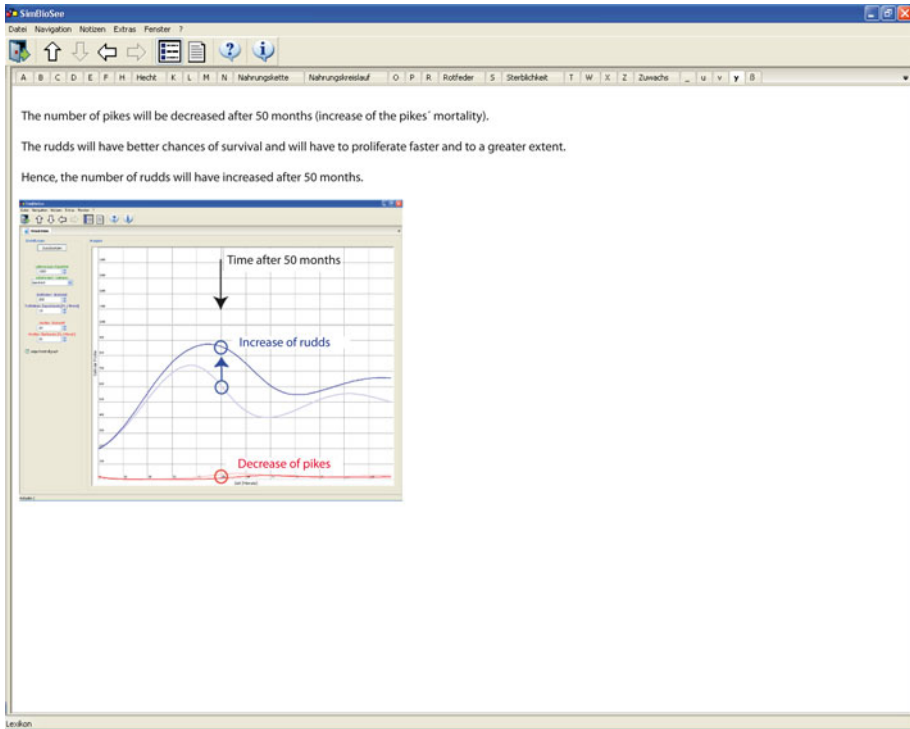 SimBioSee
Datei Navigation Notizen Extras Fenster ?
A B C D E F H Hecht K L M N Nahrungskette Nahrungskreislauf O P R Rotfeder S Sterblichkeit T W X Z Zuwachs _ u v y ß
The number of pikes will be decreased after 50 months (increase of the pikes´ mortality).
The rudds will have better chances of survival and will have to proliferate faster and to a greater extent.
Hence, the number of rudds will have increased after 50 months.
Time after 50 months
Increase of rudds
Decrease of pikes
Lexikon